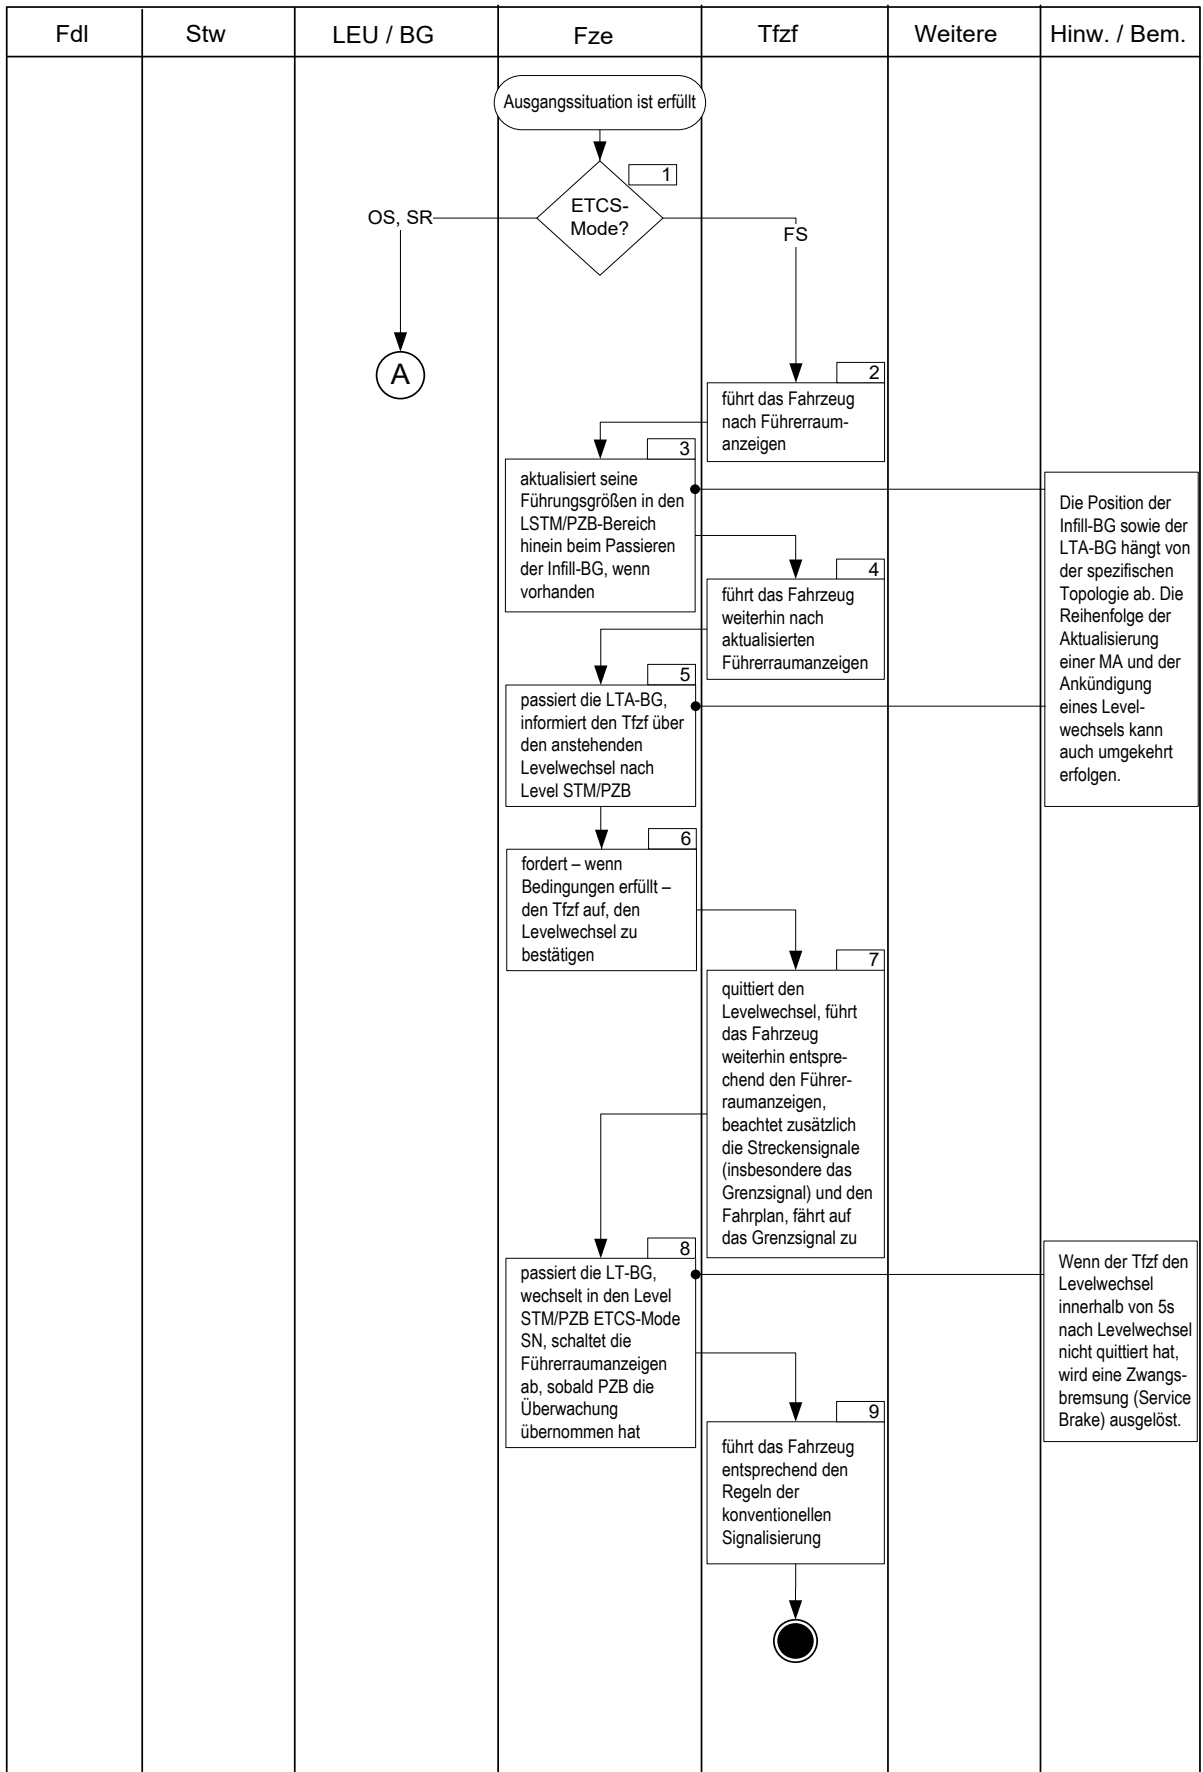 Fdl
Stw
LEU / BG
Fze
Tfzf
Weitere
Hinw. / Bem.
Ausgangssituation ist erfüllt
1
ETCS-
Mode?
OS, SR
FS
A
2
führt das Fahrzeug
nach Führerraum-
anzeigen
3
aktualisiert seine
Führungsgrößen in den
LSTM/PZB-Bereich
hinein beim Passieren
der Infill-BG, wenn
vorhanden
Die Position der
Infill-BG sowie der
LTA-BG hängt von
der spezifischen
Topologie ab. Die
Reihenfolge der
Aktualisierung
einer MA und der
Ankündigung
eines Level-
wechsels kann
auch umgekehrt
erfolgen.
4
führt das Fahrzeug
weiterhin nach
aktualisierten
Führerraumanzeigen
5
passiert die LTA-BG,
informiert den Tfzf über
den anstehenden
Levelwechsel nach
Level STM/PZB
6
fordert – wenn
Bedingungen erfüllt –
den Tfzf auf, den
Levelwechsel zu
bestätigen
7
quittiert den
Levelwechsel, führt
das Fahrzeug
weiterhin entspre-
chend den Führer-
raumanzeigen,
beachtet zusätzlich
die Streckensignale
(insbesondere das
Grenzsignal) und den
Fahrplan, fährt auf
das Grenzsignal zu
8
passiert die LT-BG,
wechselt in den Level
STM/PZB ETCS-Mode
SN, schaltet die
Führerraumanzeigen
ab, sobald PZB die
Überwachung
übernommen hat
Wenn der Tfzf den
Levelwechsel
innerhalb von 5s
nach Levelwechsel
nicht quittiert hat,
wird eine Zwangs-
bremsung (Service
Brake) ausgelöst.
9
führt das Fahrzeug
entsprechend den
Regeln der
konventionellen
Signalisierung